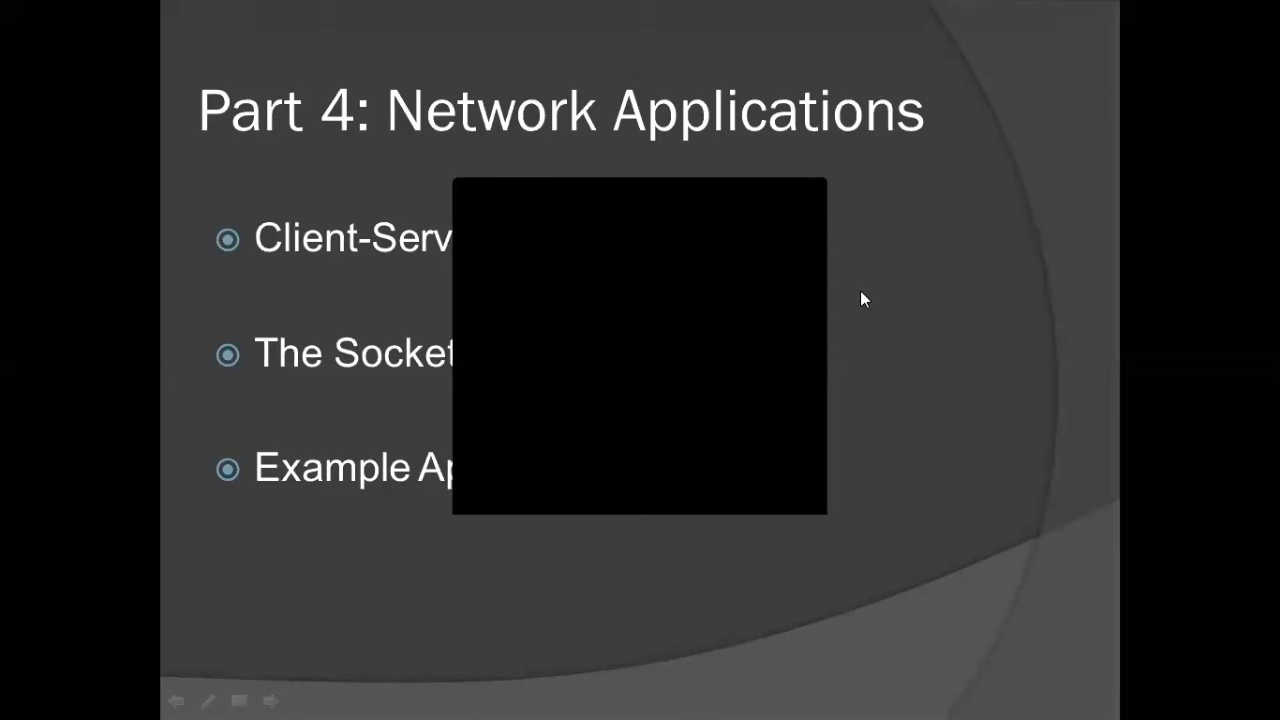 Part 4: Network Applications
Client-Serv
The Socket
Example Ap